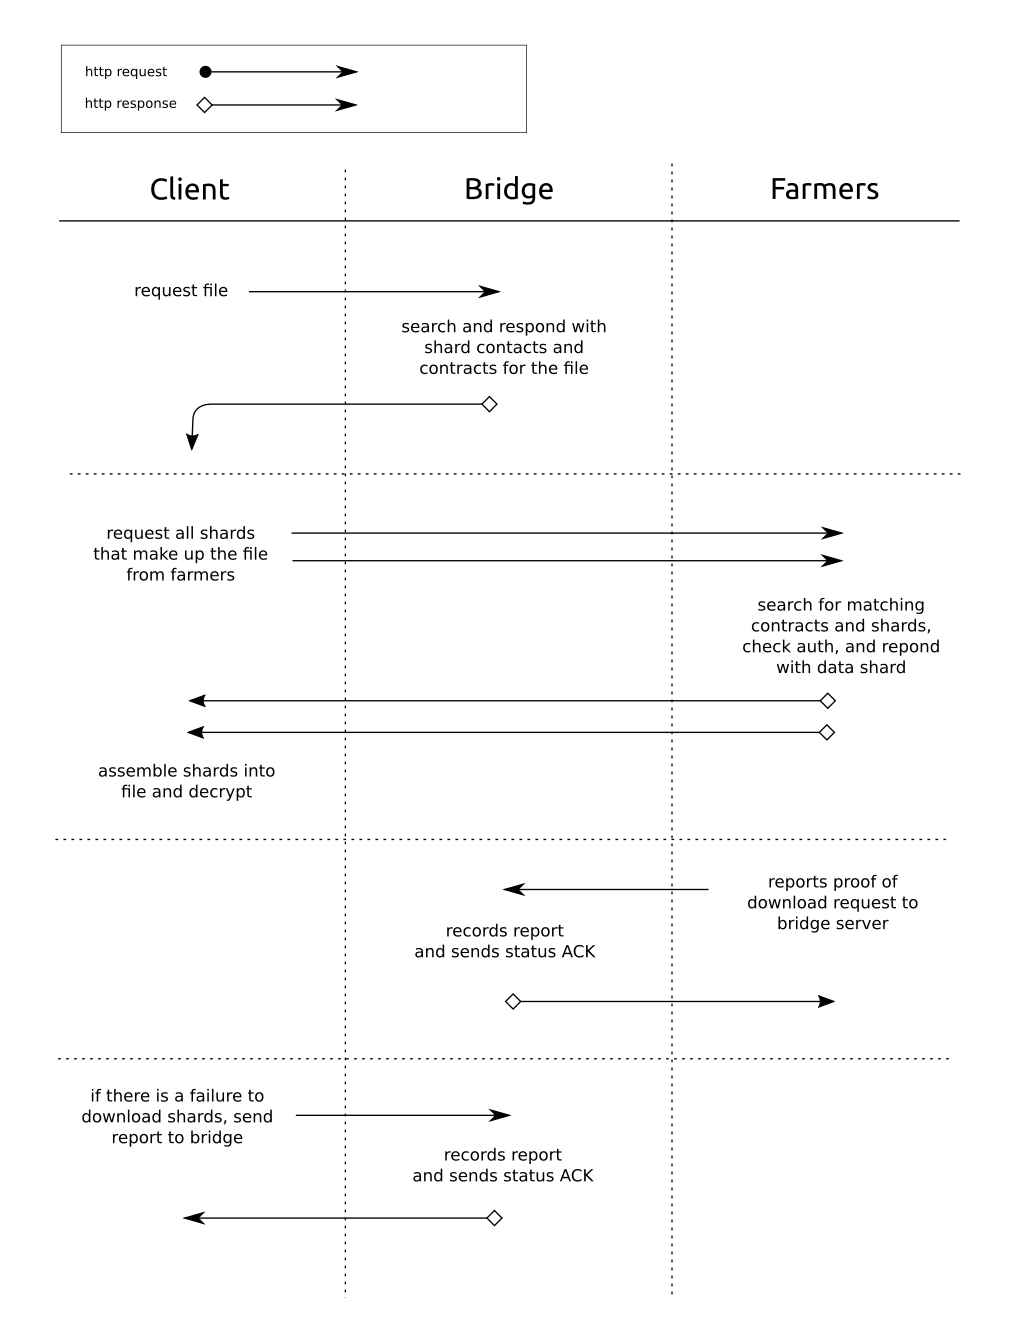 http request
http response
Client Bridge Farmers
request file
search and respond with
shard contacts and
contracts for the file
request all shards
that make up the file
from farmers
search for matching
contracts and shards,
check auth, and repond
with data shard
assemble shards into
file and decrypt
reports proof of
download request to
bridge server
records report
and sends status ACK
if there is a failure to
download shards, send
report to bridge
records report
and sends status ACK